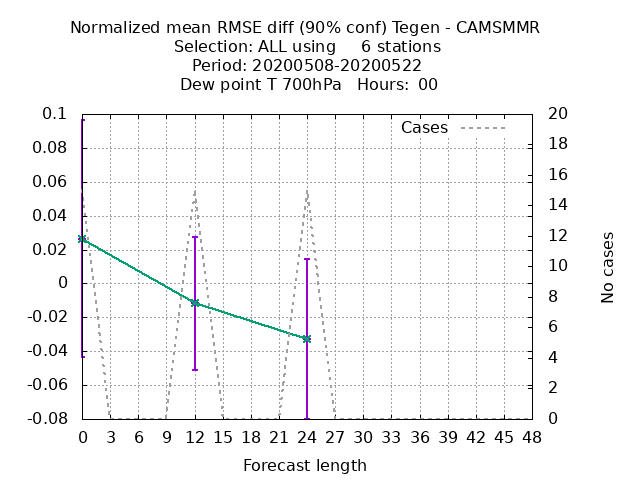 Normalized mean RMSE diff (90% conf) Tegen - CAMSMMR
Selection: ALL using 6 stations
Period: 20200508-20200522
Dew point T 700hPa Hours: 00
Cases
0.1
0.08
0.06
0.04
0.02
0
-0.02
-0.04
-0.06
-0.08
20
18
16
14
12
10
8
6
4
2
0
No cases
0 3 6 9 12 15 18 21 24 27 30 33 36 39 42 45 48
Forecast length